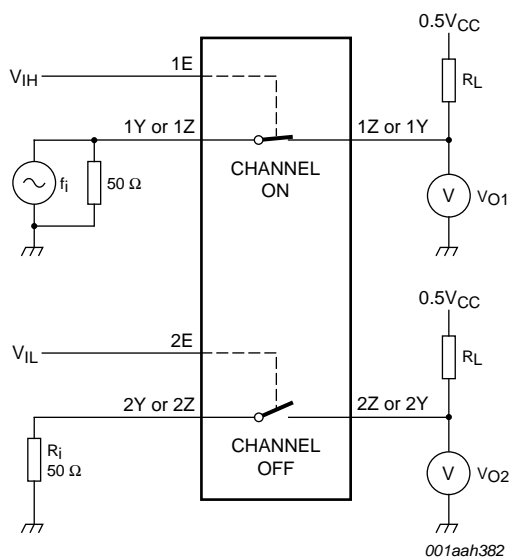 0.5VCC
1E
VIH
RL
1Y or 1Z
1Z or 1Y
fi
50 Ω
CHANNEL
ON
V
VO1
0.5VCC
2E
VIL
RL
2Y or 2Z
2Z or 2Y
Ri
50 Ω
CHANNEL
OFF
V
VO2
001aah382